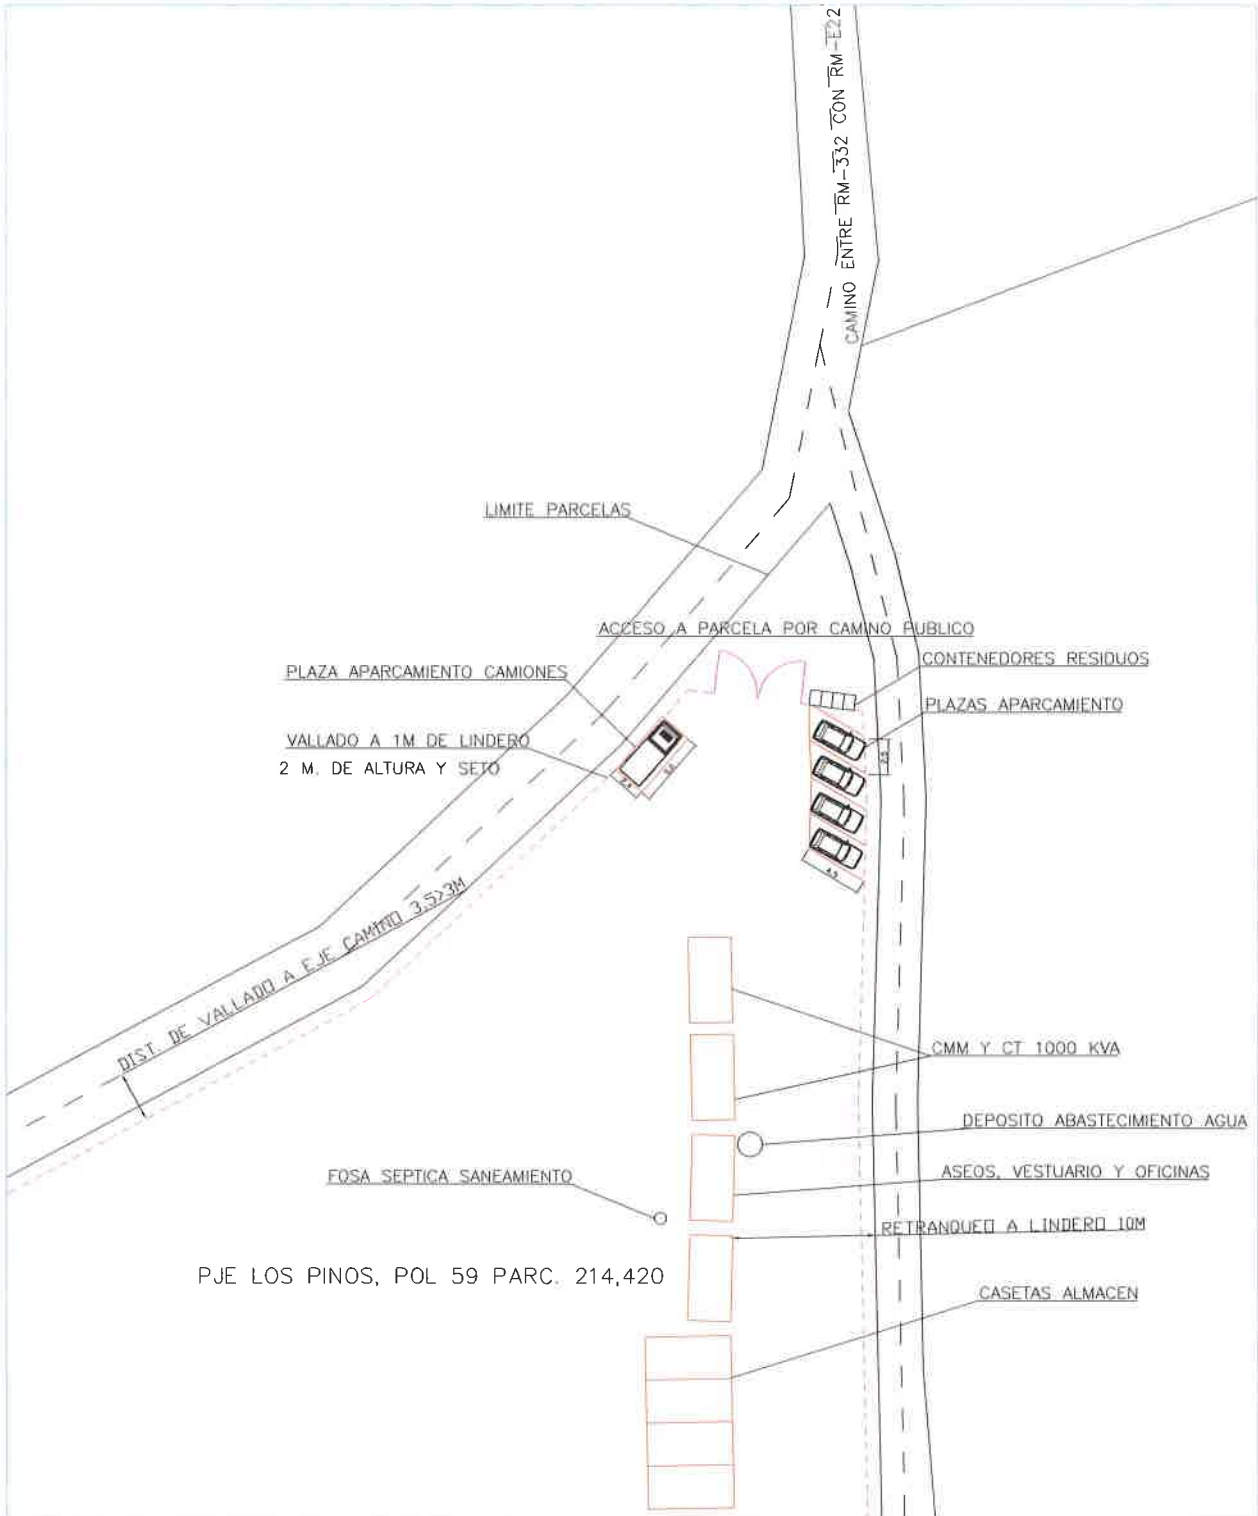 CAMINO ENTRE RM-332 CON RM-E22
LIMITE PARCELAS
ACCESO A PARCELA POR CAMINO PUBLICO
CONTENEDORES RESIDUOS
PLAZA APARCAMIENTO CAMIONES
PLAZAS APARCAMIENTO
VALLADO A 1M DE LINDERO
2 M. DE ALTURA Y SETO
4.5
DIST. DE VALLADO A EJE CAMINO 3.5>3M
CMM Y CT 1000 KVA
DEPOSITO ABASTECIMIENTO AGUA
FOSA SEPTICA SANEAMIENTO
ASEOS, VESTUARIO Y OFICINAS
RETRANQUEO A LINDERO 10M
PJE LOS PINOS, POL 59 PARC. 214,420
CASETAS ALMACEN